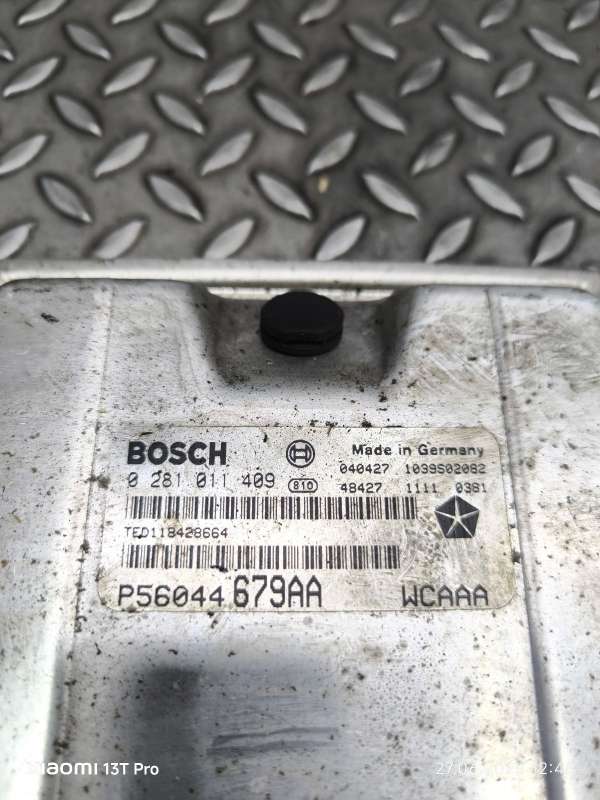 BOSCH
Made in Germany
0 281 011 409
810
040427 1039S02082
48427 1111 0381
TED118428664
P56044679AA WCAAA
XIAOMI 13T Pro